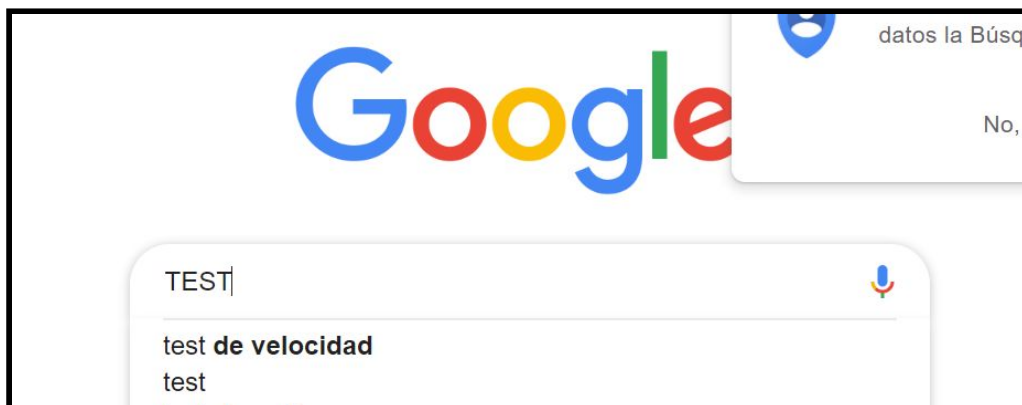 datos la Búsq
No,
Google
TEST
test de velocidad
test